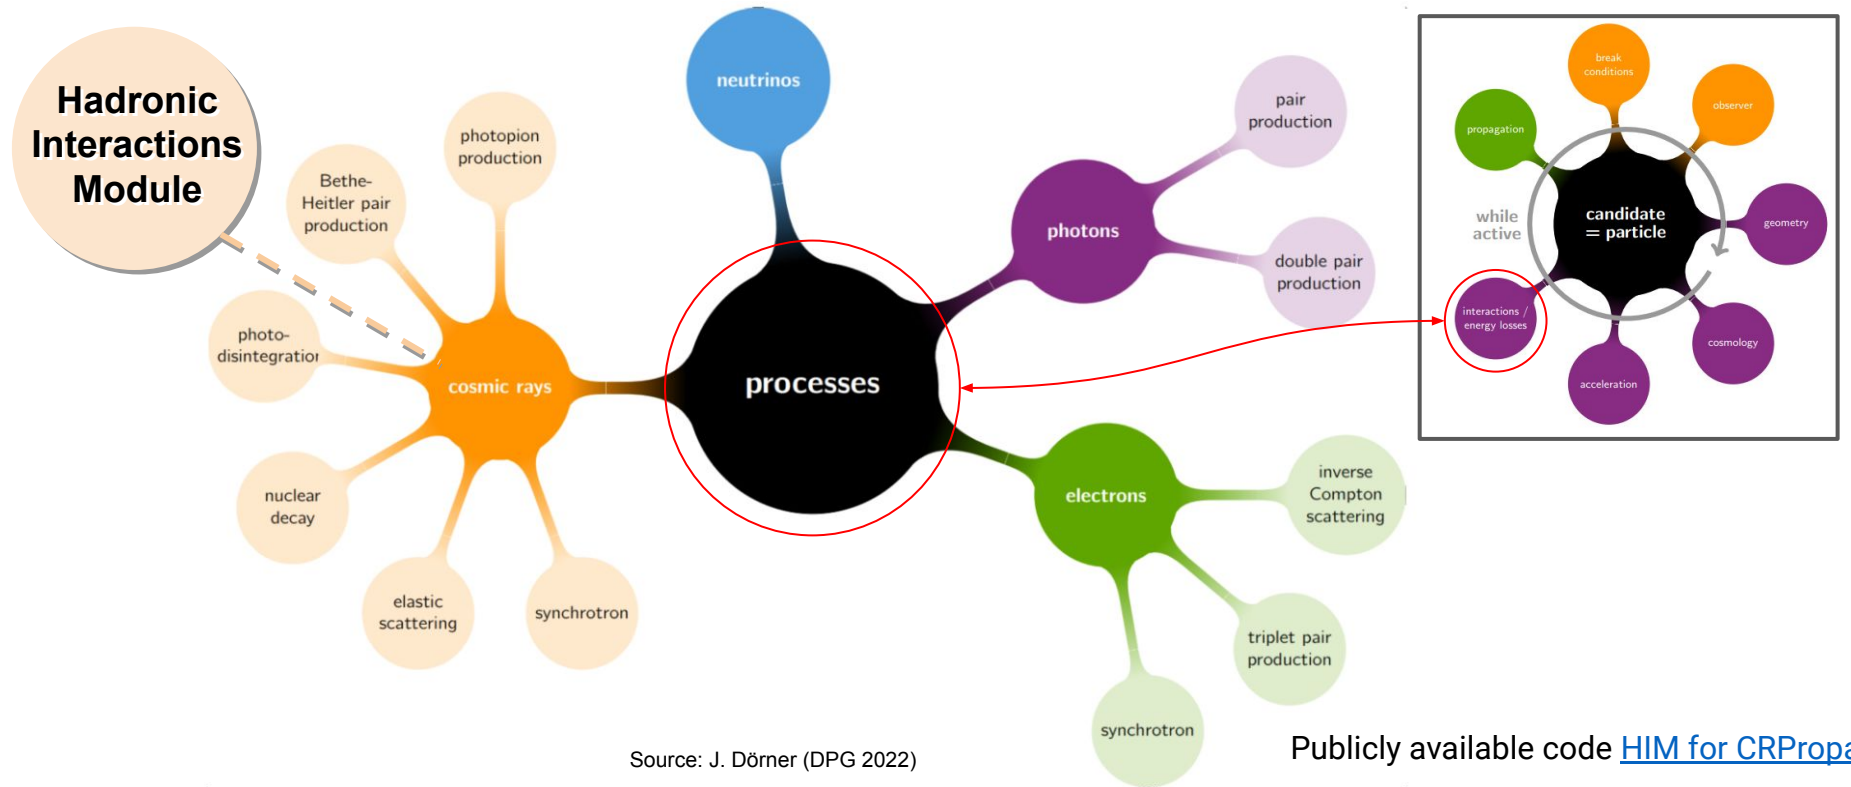 Hadronic
Interactions
Module
neutrinos
photopion
production
Bethe-
Heitler pair
production
photo-
disintegration
nuclear
decay
elastic
scattering
synchrotron
cosmic rays
processes
photons
pair
production
double pair
production
electrons
inverse
Compton
scattering
triplet pair
production
synchrotron
break
conditions
observer
propagation
while
active
candidate
= particle
geometry
interactions /
energy losses
cosmology
acceleration
Source: J. Dörner (DPG 2022)
Publicly available code HIM for CRPropa